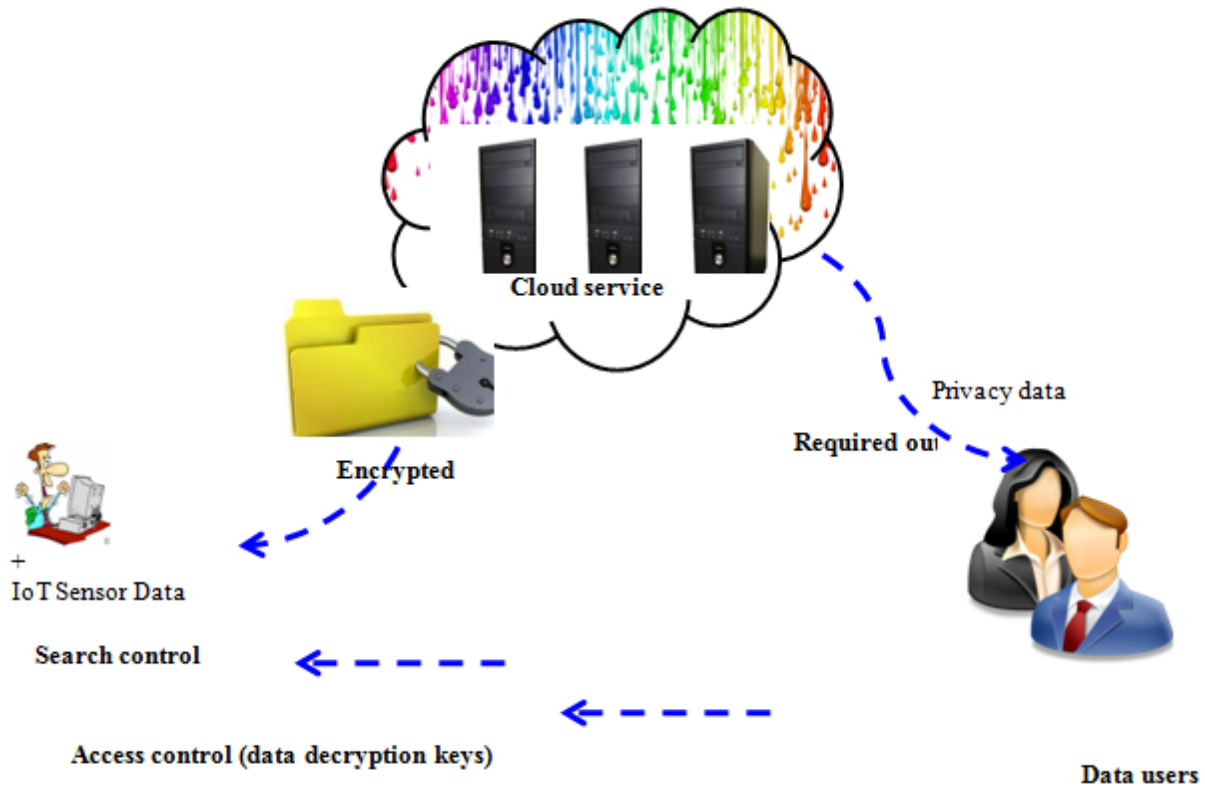 Cloud service
Privacy data
Required out
Encrypted
+
IoT Sensor Data
Search control
Access control (data decryption keys)
Data users